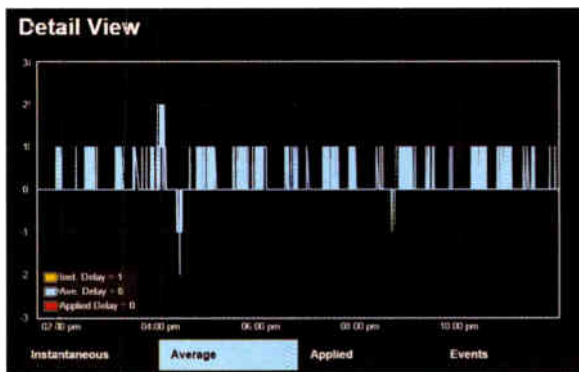 Detail View
3
2
1
0
-1
-2
-3
Inst. Delay = 1
Ave. Delay = 0
Applied Delay = 0
02:00 pm 04:00 pm 06:00 pm 08:00 pm 10:00 pm
Instantaneous Average Applied Events